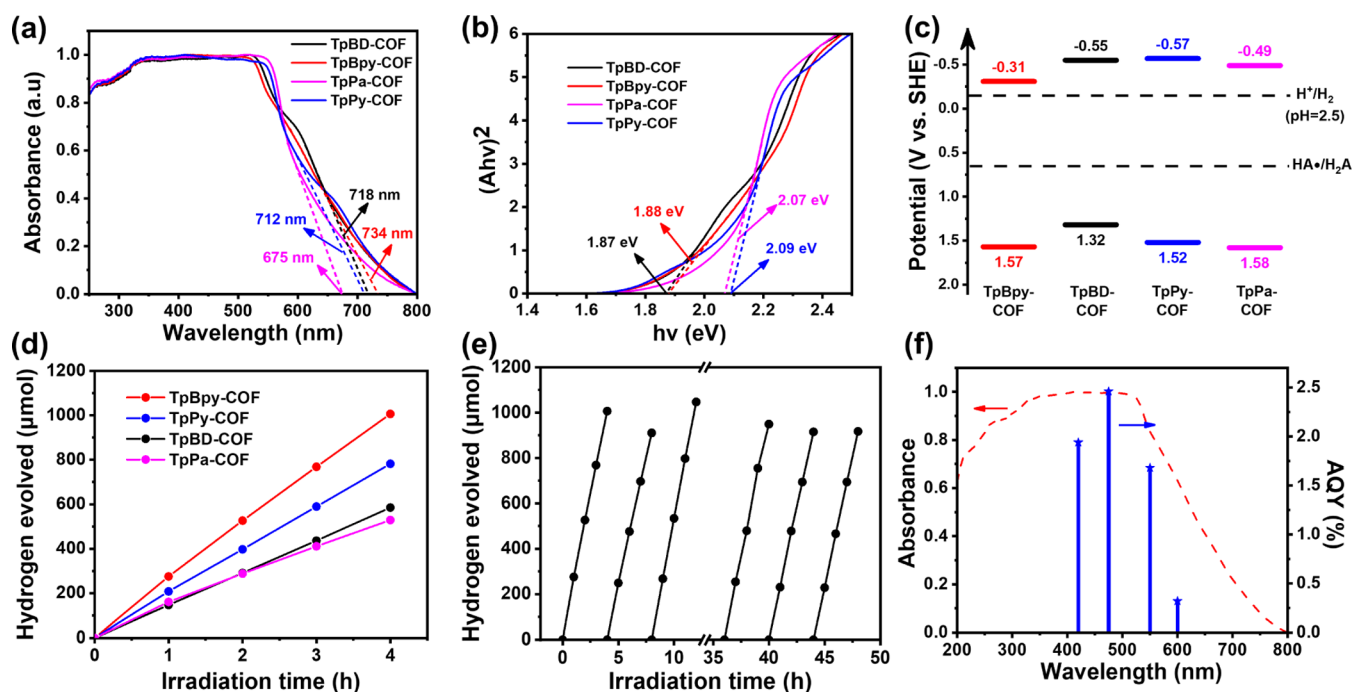 (a)
Absorbance (a.u)
1.0
0.8
0.6
0.4
0.2
0.0
300 400 500 600 700 800
Wavelength (nm)
TpBD-COF
TpBpy-COF
TpPa-COF
TpPy-COF
718 nm
712 nm
734 nm
675 nm
(b)
(Ahν)2
6
5
4
3
2
1
0
1.4 1.6 1.8 2.0 2.2 2.4
hν (eV)
TpBD-COF
TpBpy-COF
TpPa-COF
TpPy-COF
1.88 eV
2.07 eV
1.87 eV
2.09 eV
(c)
Potential (V vs. SHE)
-0.5
0.0
0.5
1.0
1.5
2.0
-0.31
-0.55
-0.57
-0.49
H+/H2
(pH=2.5)
HA•/H2A
1.57
1.32
1.52
1.58
TpBpy- TpBD- TpPy- TpPa-
COF COF COF COF
(d)
Hydrogen evolved (μmol)
1200
1000
800
600
400
200
0
0 1 2 3 4
Irradiation time (h)
TpBpy-COF
TpPy-COF
TpBD-COF
TpPa-COF
(e)
Hydrogen evolved (μmol)
1200
1000
800
600
400
200
0
0 5 10 35 40 45 50
Irradiation time (h)
(f)
Absorbance
1.0
0.8
0.6
0.4
0.2
0.0
200 300 400 500 600 700 800
Wavelength (nm)
2.5
2.0
1.5
1.0
0.5
0.0
AQY (%)